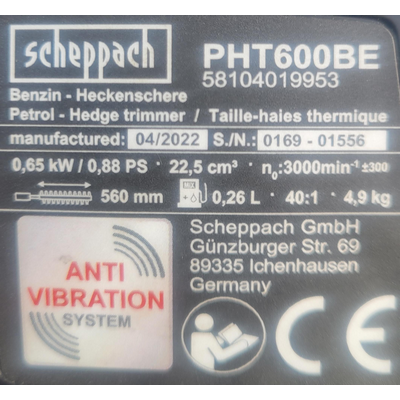 scheppach PHT600BE
58104019953
Benzin - Heckenschere
Petrol - Hedge trimmer / Taille-haies thermique
manufactured: 04/2022 S./N.: 0169 - 01556
0,65 kW / 0,88 PS · 22,5 cm³ · n₀:3000min⁻¹ ±300
560 mm MIX 0,26 L · 40:1 · 4,9 kg
Scheppach GmbH
Günzburger Str. 69
89335 Ichenhausen
Germany
ANTI
VIBRATION
SYSTEM
CE